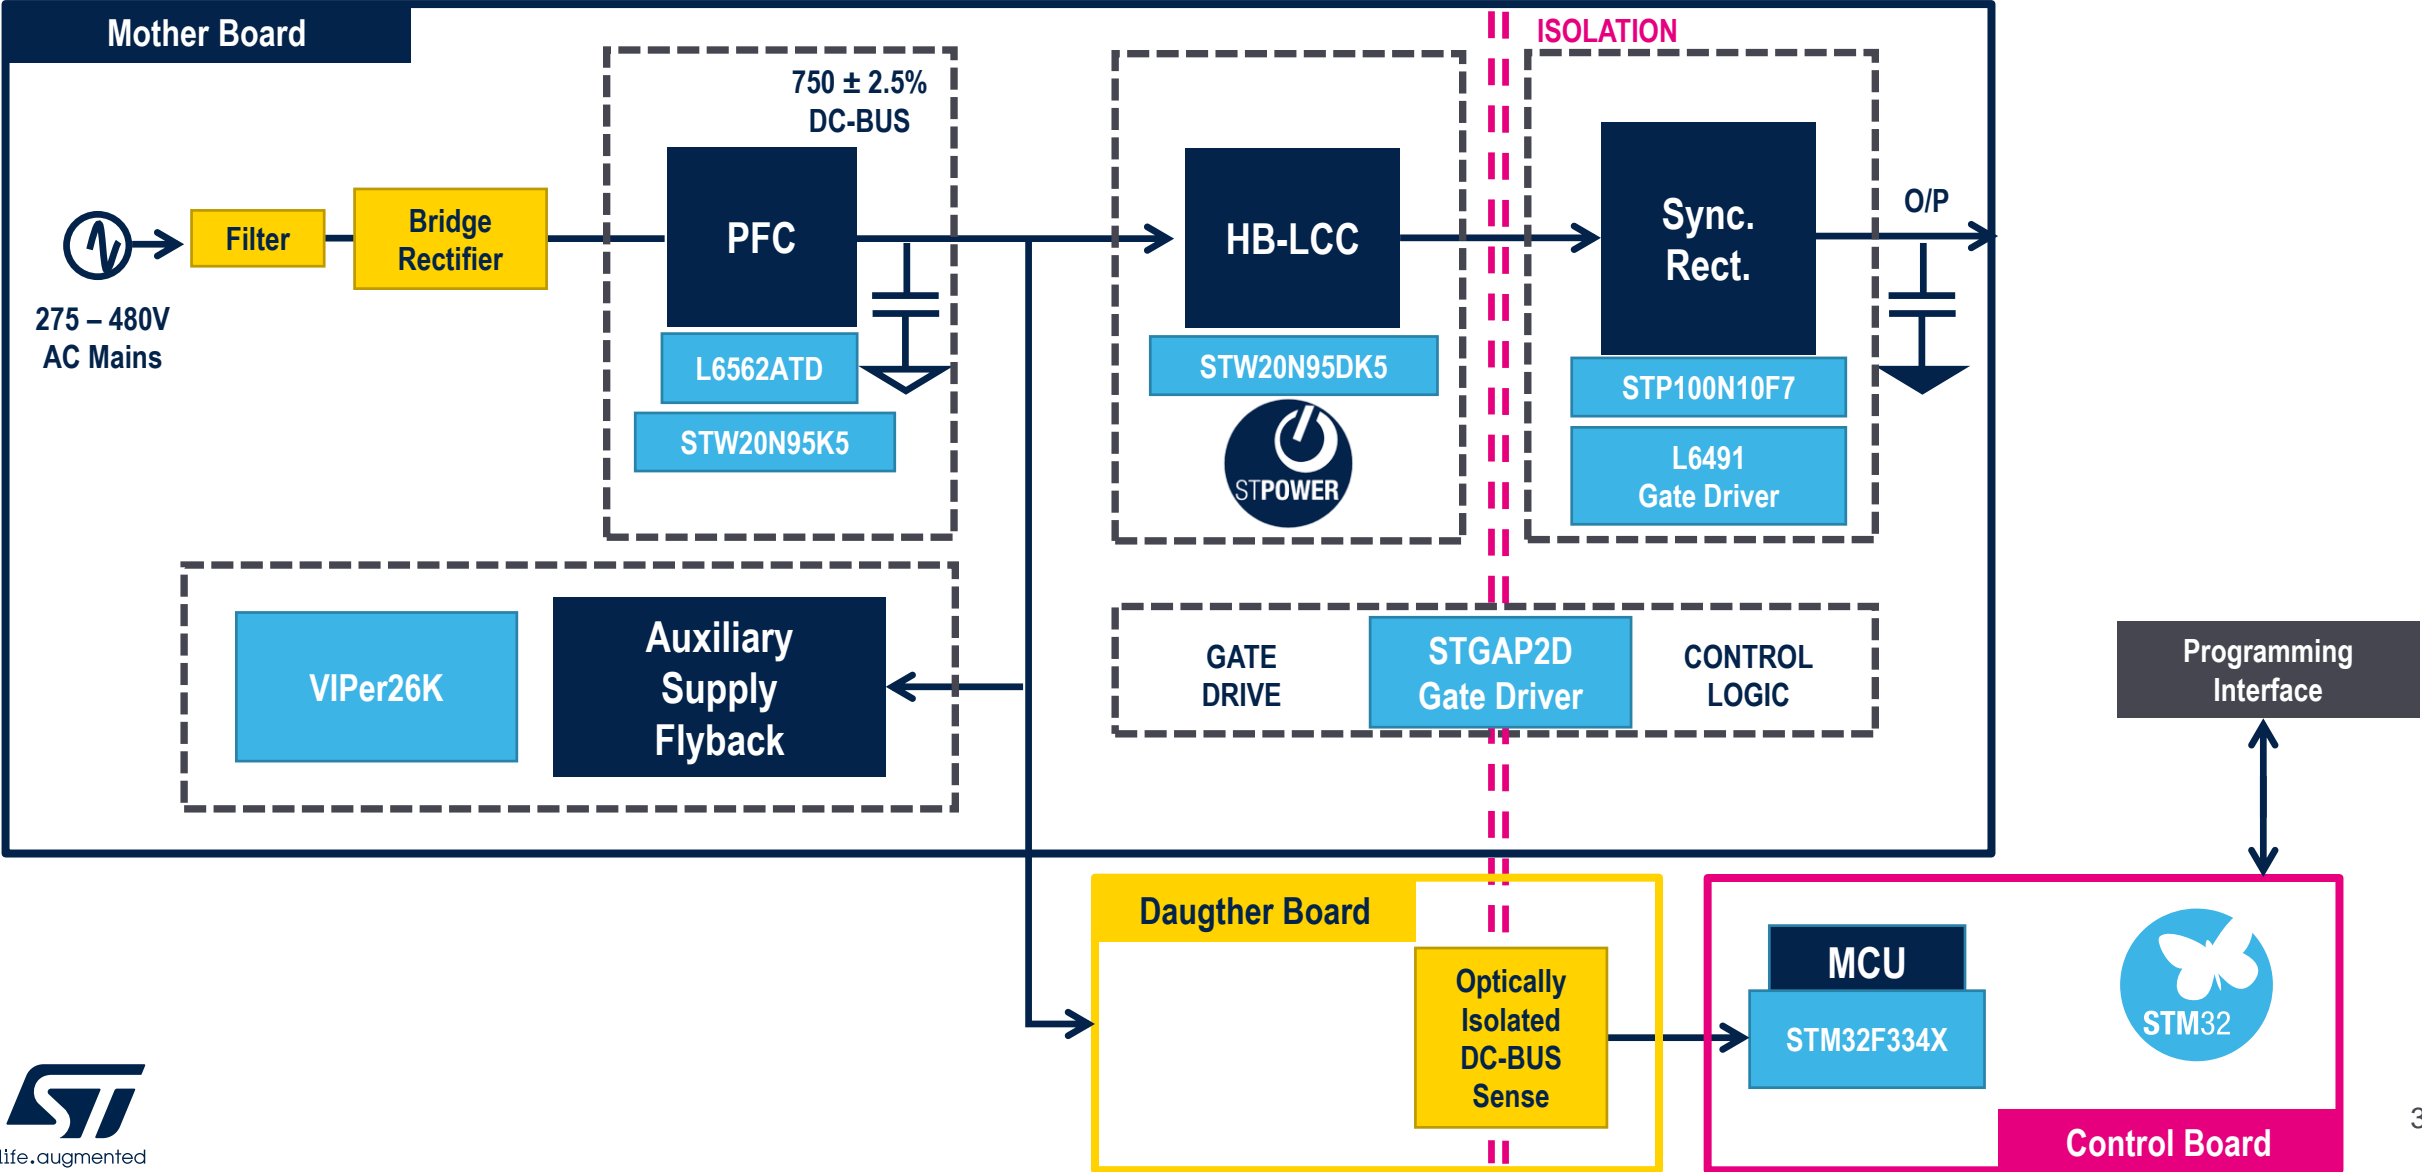 Mother Board
ISOLATION
750 ± 2.5%
DC-BUS
275 – 480V
AC Mains
Filter
Bridge
Rectifier
PFC
L6562ATD
STW20N95K5
HB-LCC
STW20N95DK5
STPOWER
Sync.
Rect.
STP100N10F7
L6491
Gate Driver
O/P
VIPer26K
Auxiliary
Supply
Flyback
GATE
DRIVE
STGAP2D
Gate Driver
CONTROL
LOGIC
Programming
Interface
Daugther Board
Optically
Isolated
DC-BUS
Sense
MCU
STM32F334X
STM32
Control Board
ST
life.augmented
3